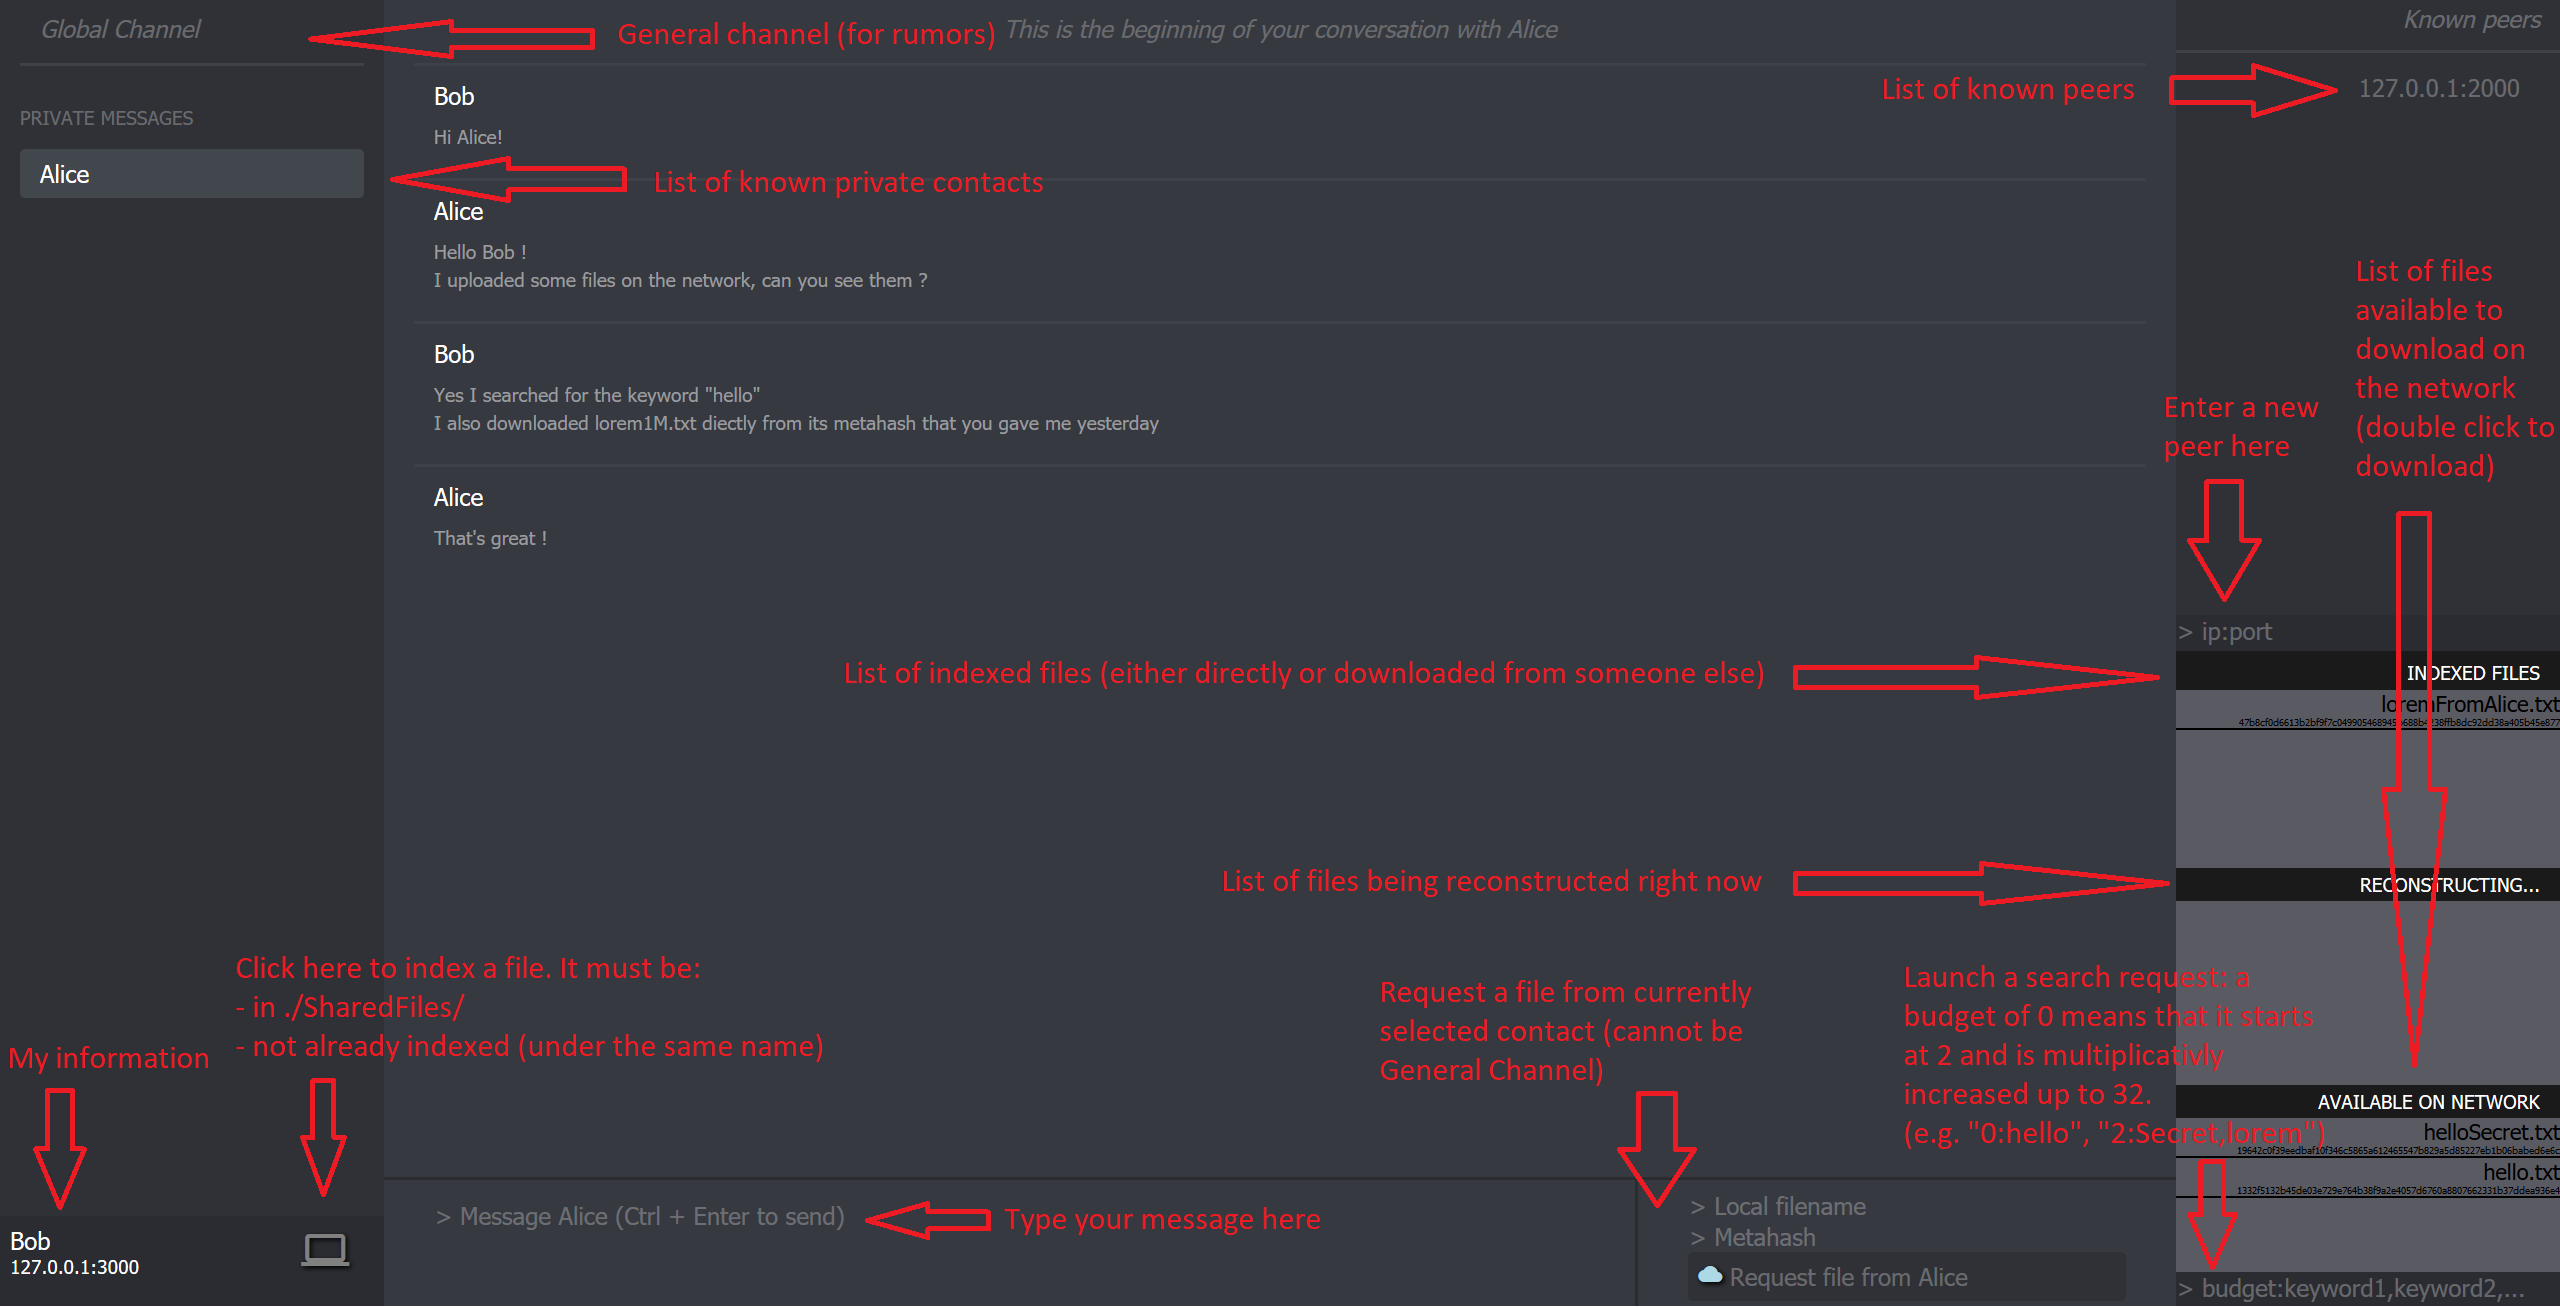 Global Channel
General channel (for rumors)
This is the beginning of your conversation with Alice
Known peers
PRIVATE MESSAGES
Alice
List of known private contacts
Bob
Hi Alice!
Alice
Hello Bob !
I uploaded some files on the network, can you see them ?
Bob
Yes I searched for the keyword "hello"
I also downloaded lorem1M.txt diectly from its metahash that you gave me yesterday
Alice
That's great !
List of known peers
127.0.0.1:2000
List of files
available to
download on
the network
(double click to
download)
Enter a new
peer here
> ip:port
List of indexed files (either directly or downloaded from someone else)
INDEXED FILES
loremFromAlice.txt
List of files being reconstructed right now
RECONSTRUCTING...
Click here to index a file. It must be:
- in ./SharedFiles/
- not already indexed (under the same name)
My information
Bob
127.0.0.1:3000
Request a file from currently
selected contact (cannot be
General Channel)
Launch a search request: a
budget of 0 means that it starts
at 2 and is multiplicativly
increased up to 32.
(e.g. "0:hello", "2:Secret,lorem")
AVAILABLE ON NETWORK
helloSecret.txt
hello.txt
> Message Alice (Ctrl + Enter to send)
Type your message here
> Local filename
> Metahash
Request file from Alice
> budget:keyword1,keyword2,...